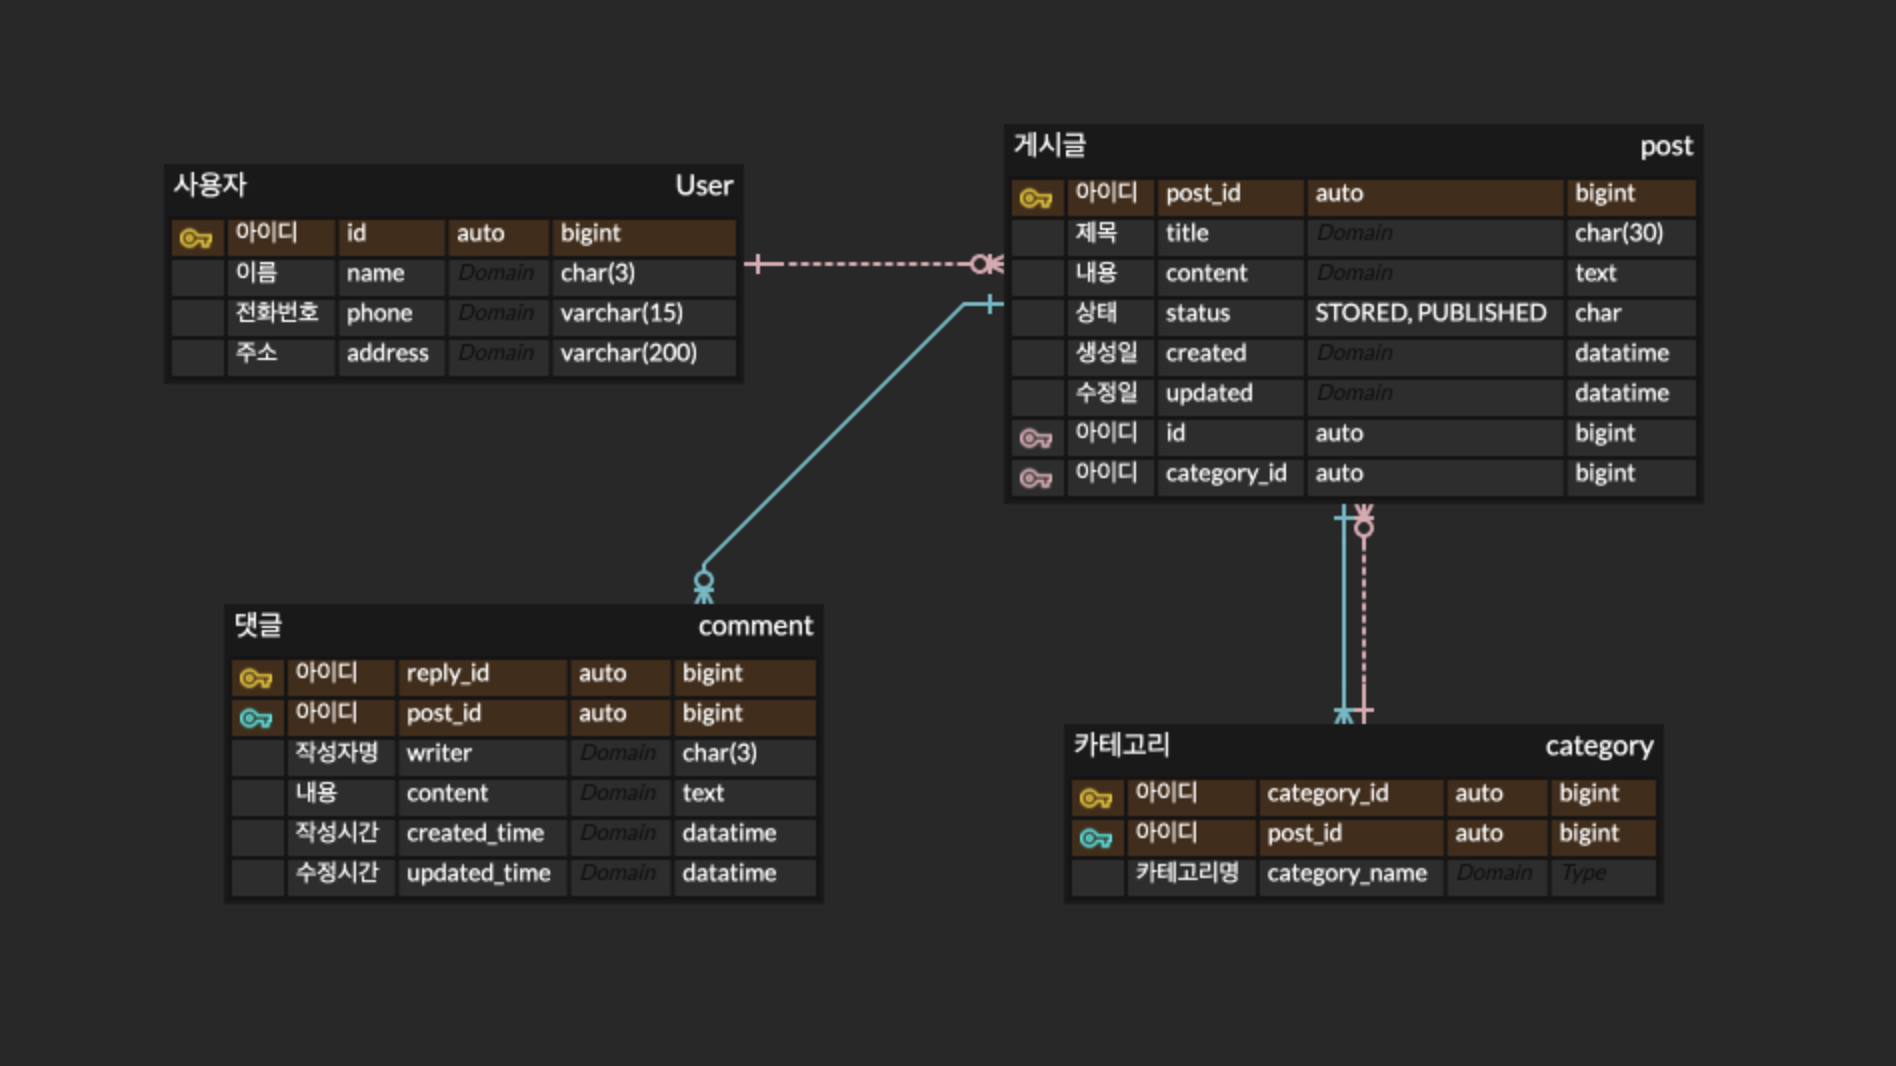 사용자 User
아이디 id auto bigint
이름 name Domain char(3)
전화번호 phone Domain varchar(15)
주소 address Domain varchar(200)
게시글 post
아이디 post_id auto bigint
제목 title Domain char(30)
내용 content Domain text
상태 status STORED, PUBLISHED char
생성일 created Domain datatime
수정일 updated Domain datatime
아이디 id auto bigint
아이디 category_id auto bigint
댓글 comment
아이디 reply_id auto bigint
아이디 post_id auto bigint
작성자명 writer Domain char(3)
내용 content Domain text
작성시간 created_time Domain datatime
수정시간 updated_time Domain datatime
카테고리 category
아이디 category_id auto bigint
아이디 post_id auto bigint
카테고리명 category_name Domain Type